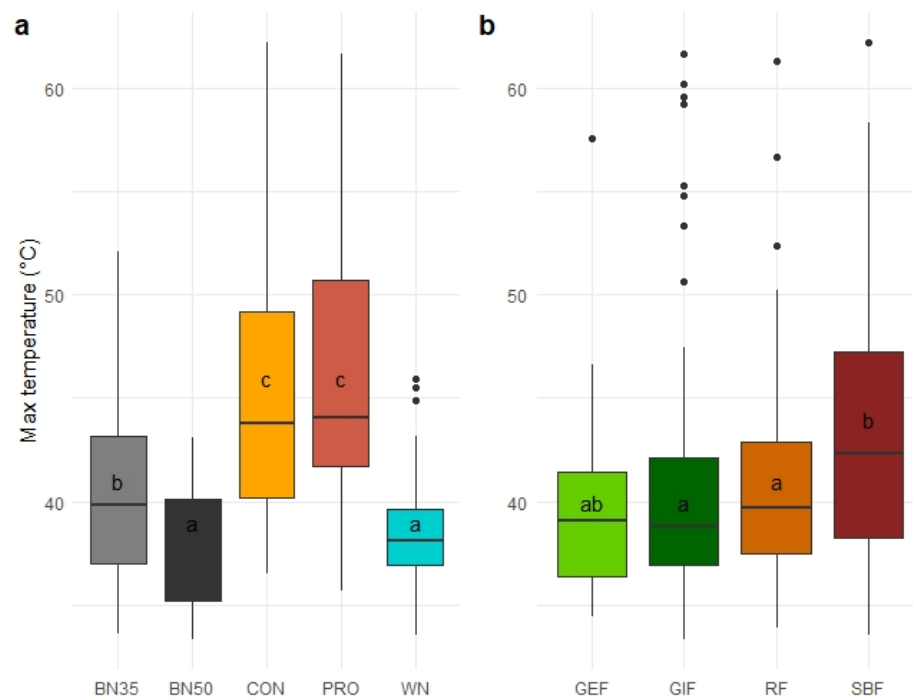 a
b
Max temperature (°C)
60
50
40
b
a
c
c
a
BN35 BN50 CON PRO WN
60
50
40
ab
a
a
b
GEF GIF RF SBF